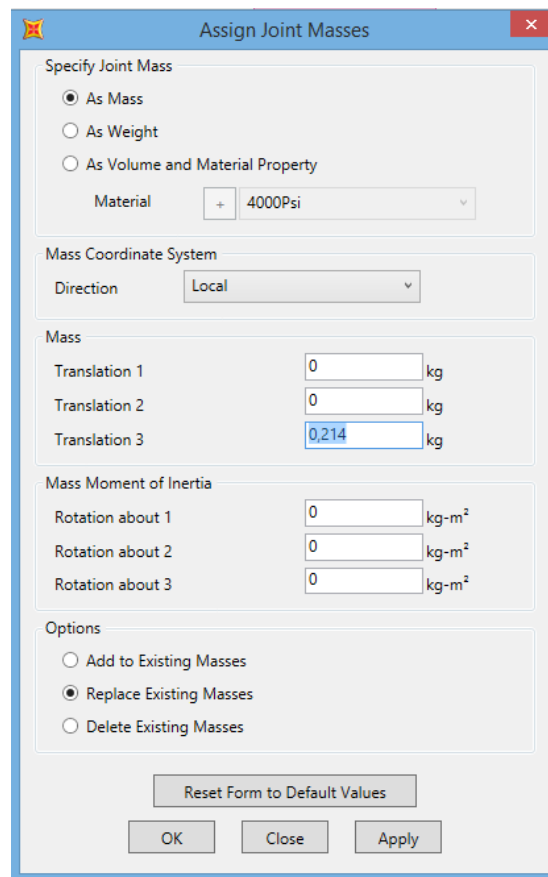 Assign Joint Masses
Specify Joint Mass
As Mass
As Weight
As Volume and Material Property
Material + 4000Psi
Mass Coordinate System
Direction Local
Mass
Translation 1 0 kg
Translation 2 0 kg
Translation 3 0,214 kg
Mass Moment of Inertia
Rotation about 1 0 kg-m²
Rotation about 2 0 kg-m²
Rotation about 3 0 kg-m²
Options
Add to Existing Masses
Replace Existing Masses
Delete Existing Masses
Reset Form to Default Values
OK Close Apply